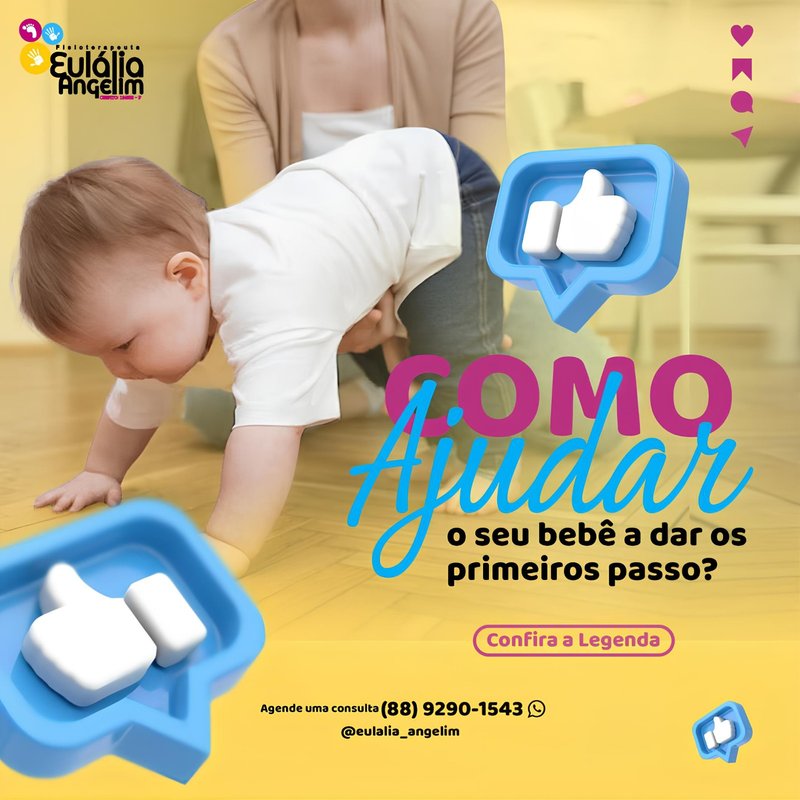 Fisioterapeuta
Eulália
Angelim
COMO
Ajudar
o seu bebê a dar os
primeiros passo?
Confira a Legenda
Agende uma consulta (88) 9290-1543
@eulalia_angelim